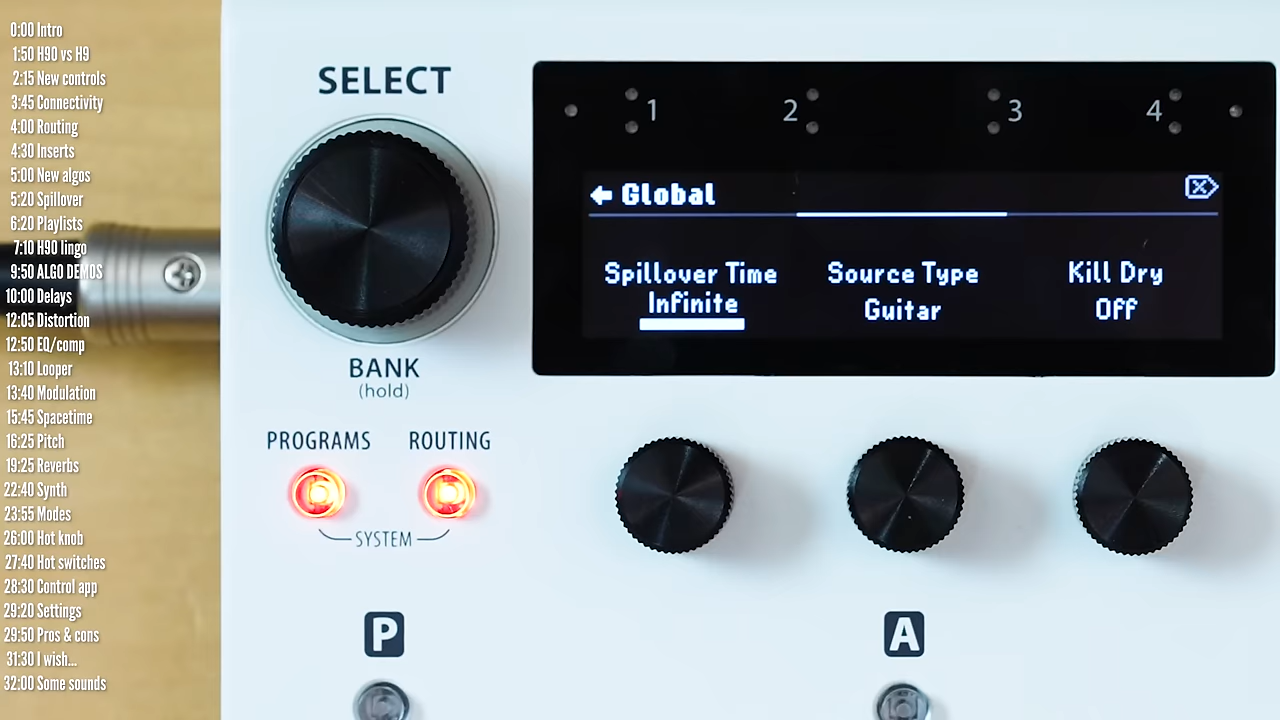 0:00 Intro
1:50 H90 vs H9
2:15 New controls
3:45 Connectivity
4:00 Routing
4:30 Inserts
5:00 New algos
5:20 Spillover
6:20 Playlists
7:10 H90 lingo
9:50 ALGO DEMOS
10:00 Delays
12:05 Distortion
12:50 EQ/comp
13:10 Looper
13:40 Modulation
15:45 Spacetime
16:25 Pitch
19:25 Reverbs
22:40 Synth
23:55 Modes
26:00 Hot knob
27:40 Hot switches
28:30 Control app
29:20 Settings
29:50 Pros & cons
31:30 I wish...
32:00 Some sounds
SELECT
BANK
(hold)
PROGRAMS ROUTING
SYSTEM
P
1 2 3 4
Global
Spillover Time Source Type Kill Dry
Infinite Guitar Off
A